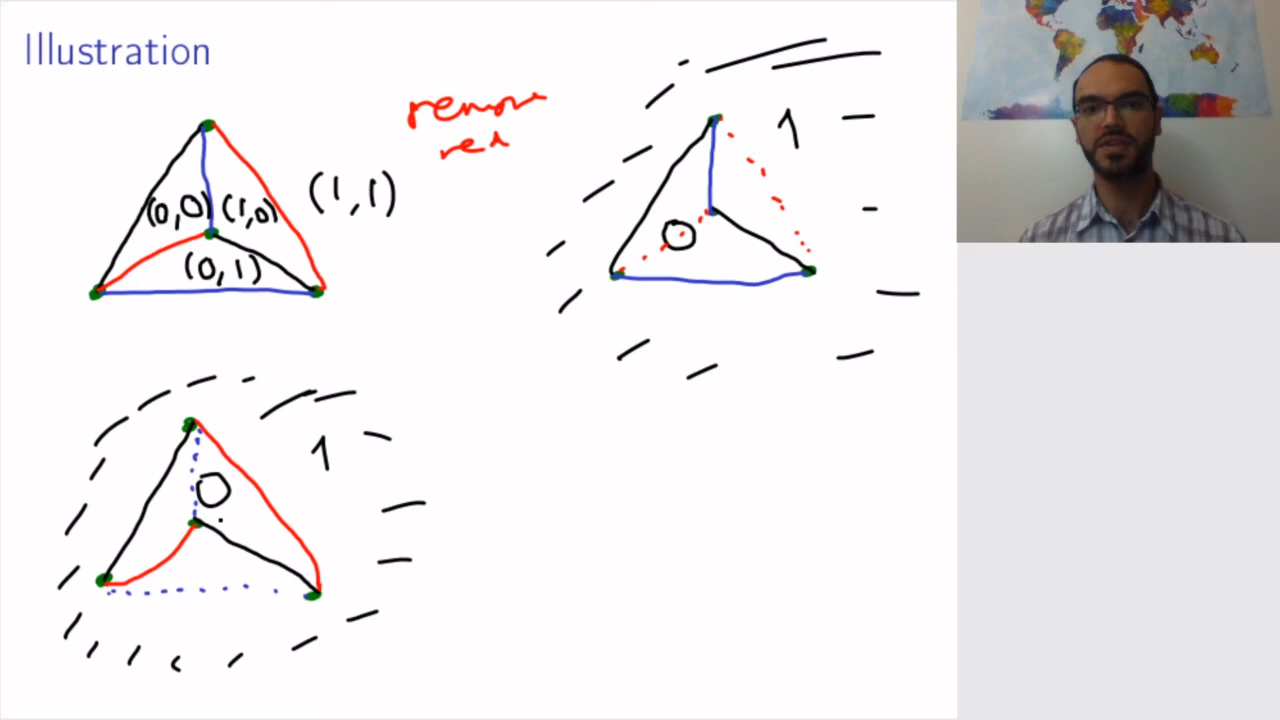 Illustration
remove
red
(0,0)
(1,0)
(1,1)
(0,1)
1
0
1
0